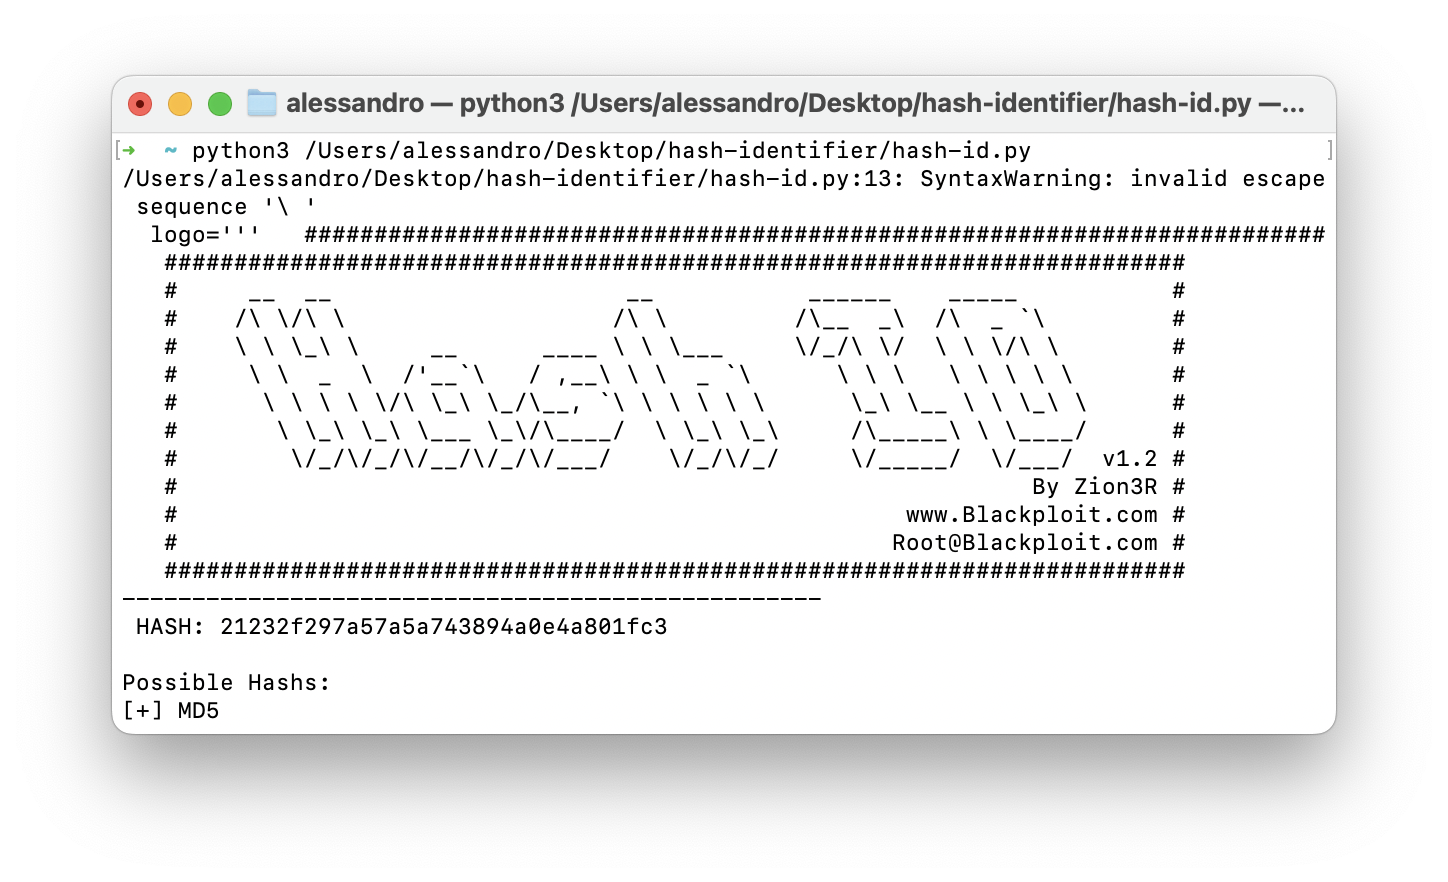 alessandro — python3 /Users/alessandro/Desktop/hash-identifier/hash-id.py —...
[➜  ~ python3 /Users/alessandro/Desktop/hash-identifier/hash-id.py ]
/Users/alessandro/Desktop/hash-identifier/hash-id.py:13: SyntaxWarning: invalid escape
 sequence '\ '
  logo='''   #########################################################################
   #########################################################################
   #     __  __                     __           ______    _____           #
   #    /\ \/\ \                   /\ \         /\__  _\  /\  _ `\         #
   #    \ \ \_\ \     __      ____ \ \ \___     \/_/\ \/  \ \ \/\ \        #
   #     \ \  _  \  /'__`\   / ,__\ \ \  _ `\      \ \ \   \ \ \ \ \       #
   #      \ \ \ \ \/\ \_\ \_/\__, `\ \ \ \ \ \      \_\ \__ \ \ \_\ \      #
   #       \ \_\ \_\ \___ \_\/\____/  \ \_\ \_\     /\_____\ \ \____/      #
   #        \/_/\/_/\/__/\/_/\/___/    \/_/\/_/     \/_____/  \/___/  v1.2 #
   #                                                             By Zion3R #
   #                                                    www.Blackploit.com #
   #                                                   Root@Blackploit.com #
   #########################################################################
--------------------------------------------------
 HASH: 21232f297a57a5a743894a0e4a801fc3
Possible Hashs:
[+] MD5